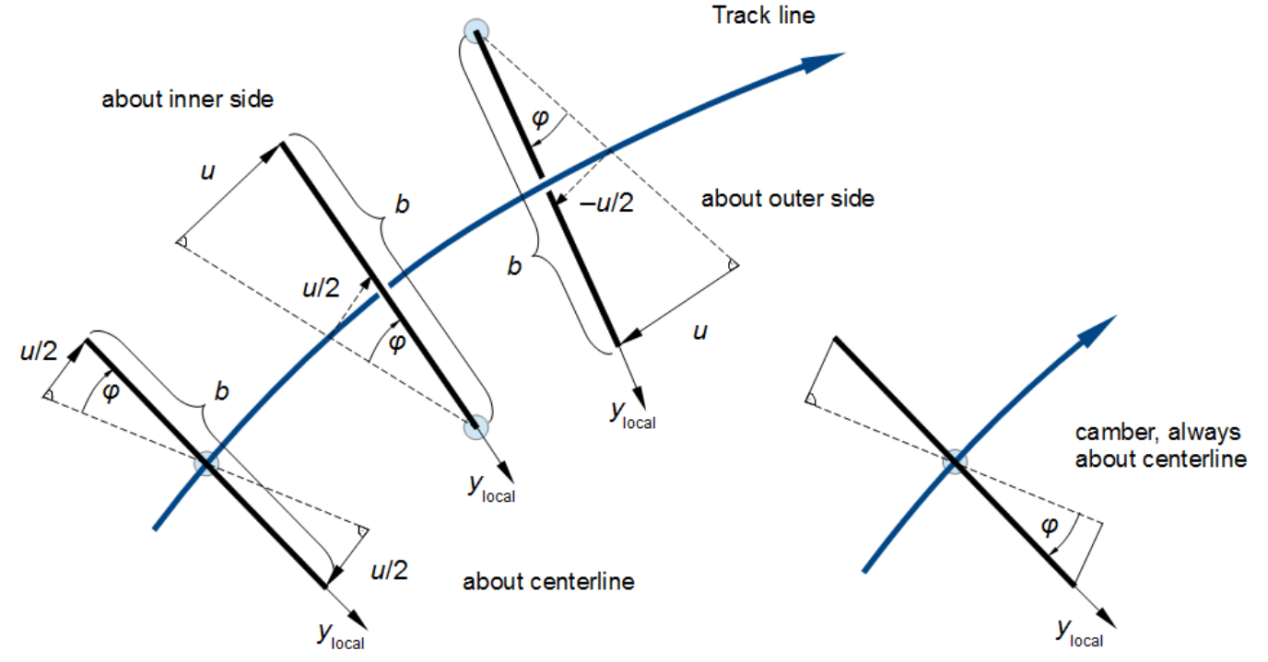 Track line
about inner side
φ
u
b
–u/2
about outer side
u/2
b
φ
u
u/2
φ
b
y local
camber, always
about centerline
y local
φ
u/2
about centerline
y local
y local